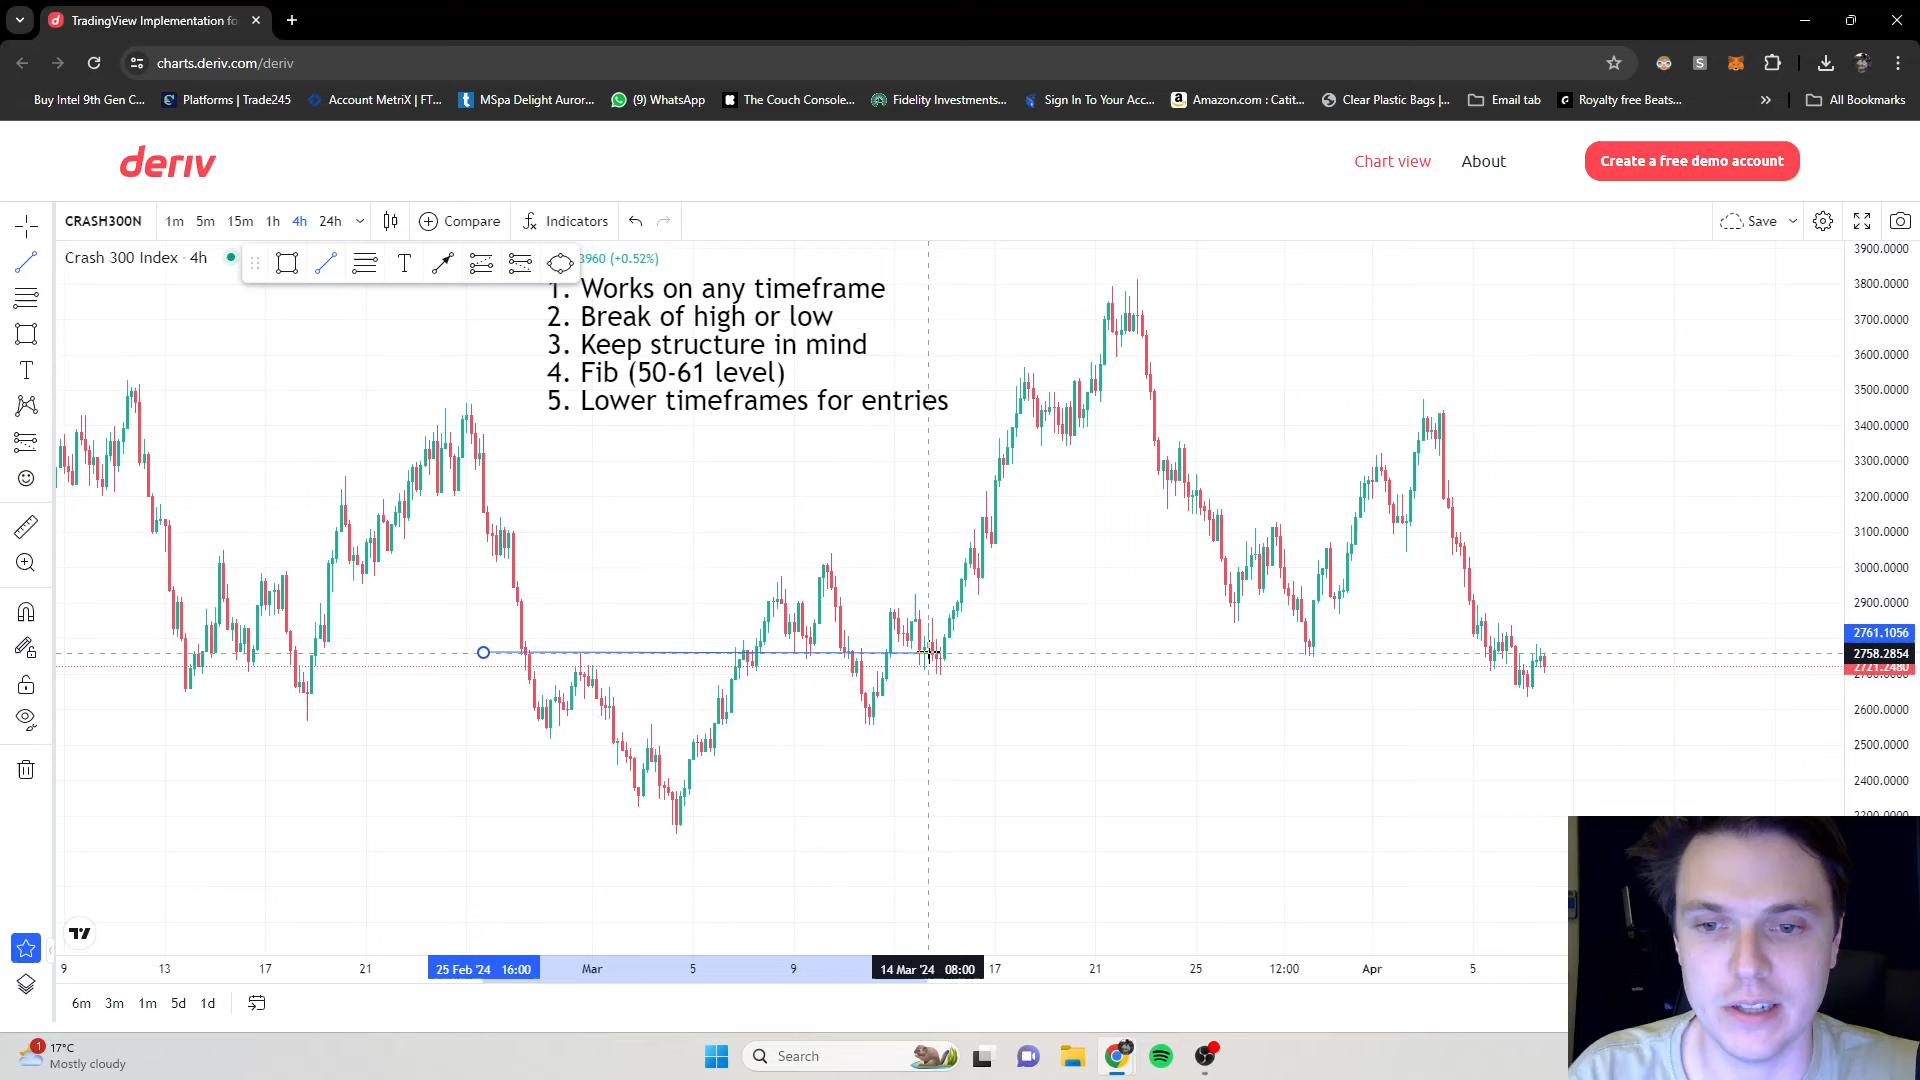 TradingView Implementation fo
charts.deriv.com/deriv
Buy Intel 9th Gen C...
Platforms | Trade245
Account MetriX | FT...
MSpa Delight Auror...
(9) WhatsApp
The Couch Console...
Fidelity Investments...
Sign In To Your Acc...
Amazon.com : Catit...
Clear Plastic Bags |...
Email tab
Royalty free Beats...
All Bookmarks
deriv
Chart view
About
Create a free demo account
CRASH300N
1m 5m 15m 1h 4h 24h
Compare
Indicators
Save
Crash 300 Index · 4h
3960 (+0.52%)
1. Works on any timeframe
2. Break of high or low
3. Keep structure in mind
4. Fib (50-61 level)
5. Lower timeframes for entries
3900.0000
3800.0000
3700.0000
3600.0000
3500.0000
3400.0000
3300.0000
3200.0000
3100.0000
3000.0000
2900.0000
2761.1056
2758.2854
2721.2480
2600.0000
2500.0000
2400.0000
9 13 17 21 25 Feb '24 16:00 Mar 5 9 14 Mar '24 08:00 17 21 25 12:00 Apr 5
6m 3m 1m 5d 1d
1
17°C
Mostly cloudy
Search